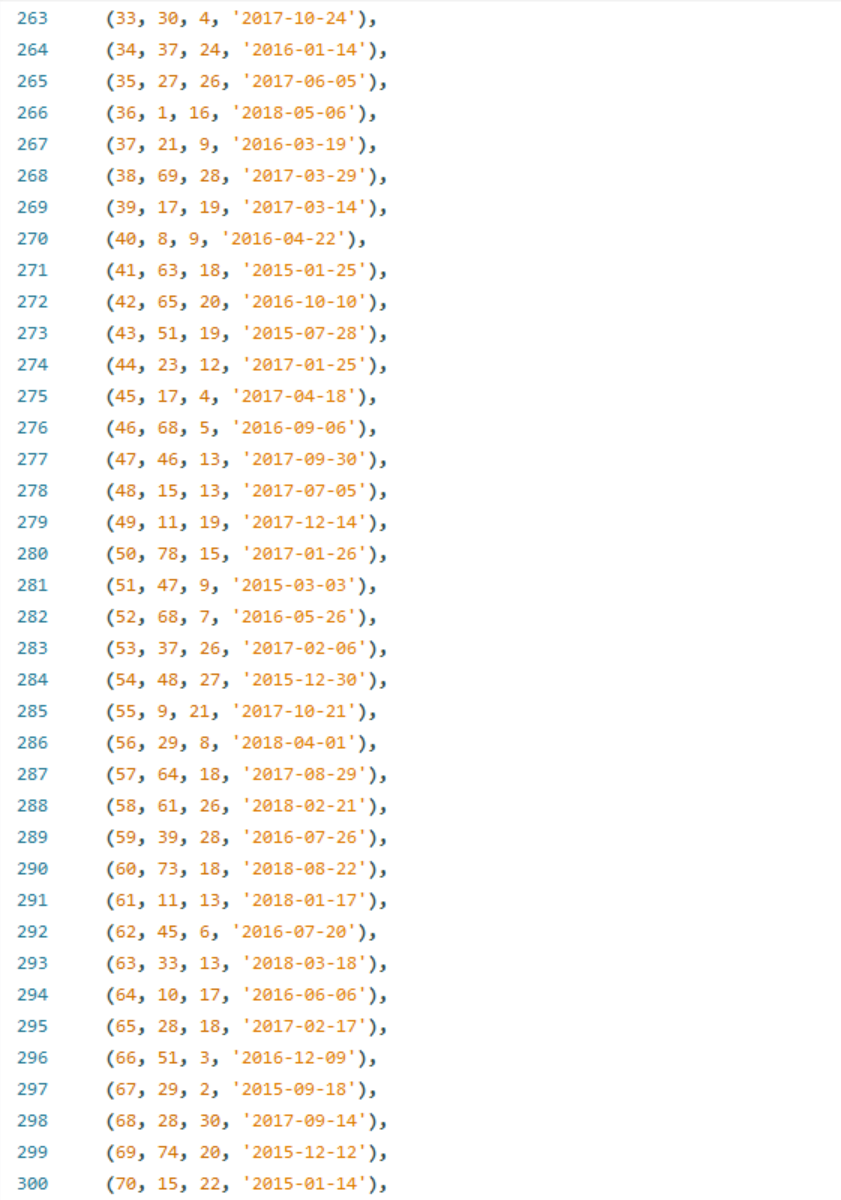 263 (33, 30, 4, '2017-10-24'),
264 (34, 37, 24, '2016-01-14'),
265 (35, 27, 26, '2017-06-05'),
266 (36, 1, 16, '2018-05-06'),
267 (37, 21, 9, '2016-03-19'),
268 (38, 69, 28, '2017-03-29'),
269 (39, 17, 19, '2017-03-14'),
270 (40, 8, 9, '2016-04-22'),
271 (41, 63, 18, '2015-01-25'),
272 (42, 65, 20, '2016-10-10'),
273 (43, 51, 19, '2015-07-28'),
274 (44, 23, 12, '2017-01-25'),
275 (45, 17, 4, '2017-04-18'),
276 (46, 68, 5, '2016-09-06'),
277 (47, 46, 13, '2017-09-30'),
278 (48, 15, 13, '2017-07-05'),
279 (49, 11, 19, '2017-12-14'),
280 (50, 78, 15, '2017-01-26'),
281 (51, 47, 9, '2015-03-03'),
282 (52, 68, 7, '2016-05-26'),
283 (53, 37, 26, '2017-02-06'),
284 (54, 48, 27, '2015-12-30'),
285 (55, 9, 21, '2017-10-21'),
286 (56, 29, 8, '2018-04-01'),
287 (57, 64, 18, '2017-08-29'),
288 (58, 61, 26, '2018-02-21'),
289 (59, 39, 28, '2016-07-26'),
290 (60, 73, 18, '2018-08-22'),
291 (61, 11, 13, '2018-01-17'),
292 (62, 45, 6, '2016-07-20'),
293 (63, 33, 13, '2018-03-18'),
294 (64, 10, 17, '2016-06-06'),
295 (65, 28, 18, '2017-02-17'),
296 (66, 51, 3, '2016-12-09'),
297 (67, 29, 2, '2015-09-18'),
298 (68, 28, 30, '2017-09-14'),
299 (69, 74, 20, '2015-12-12'),
300 (70, 15, 22, '2015-01-14'),